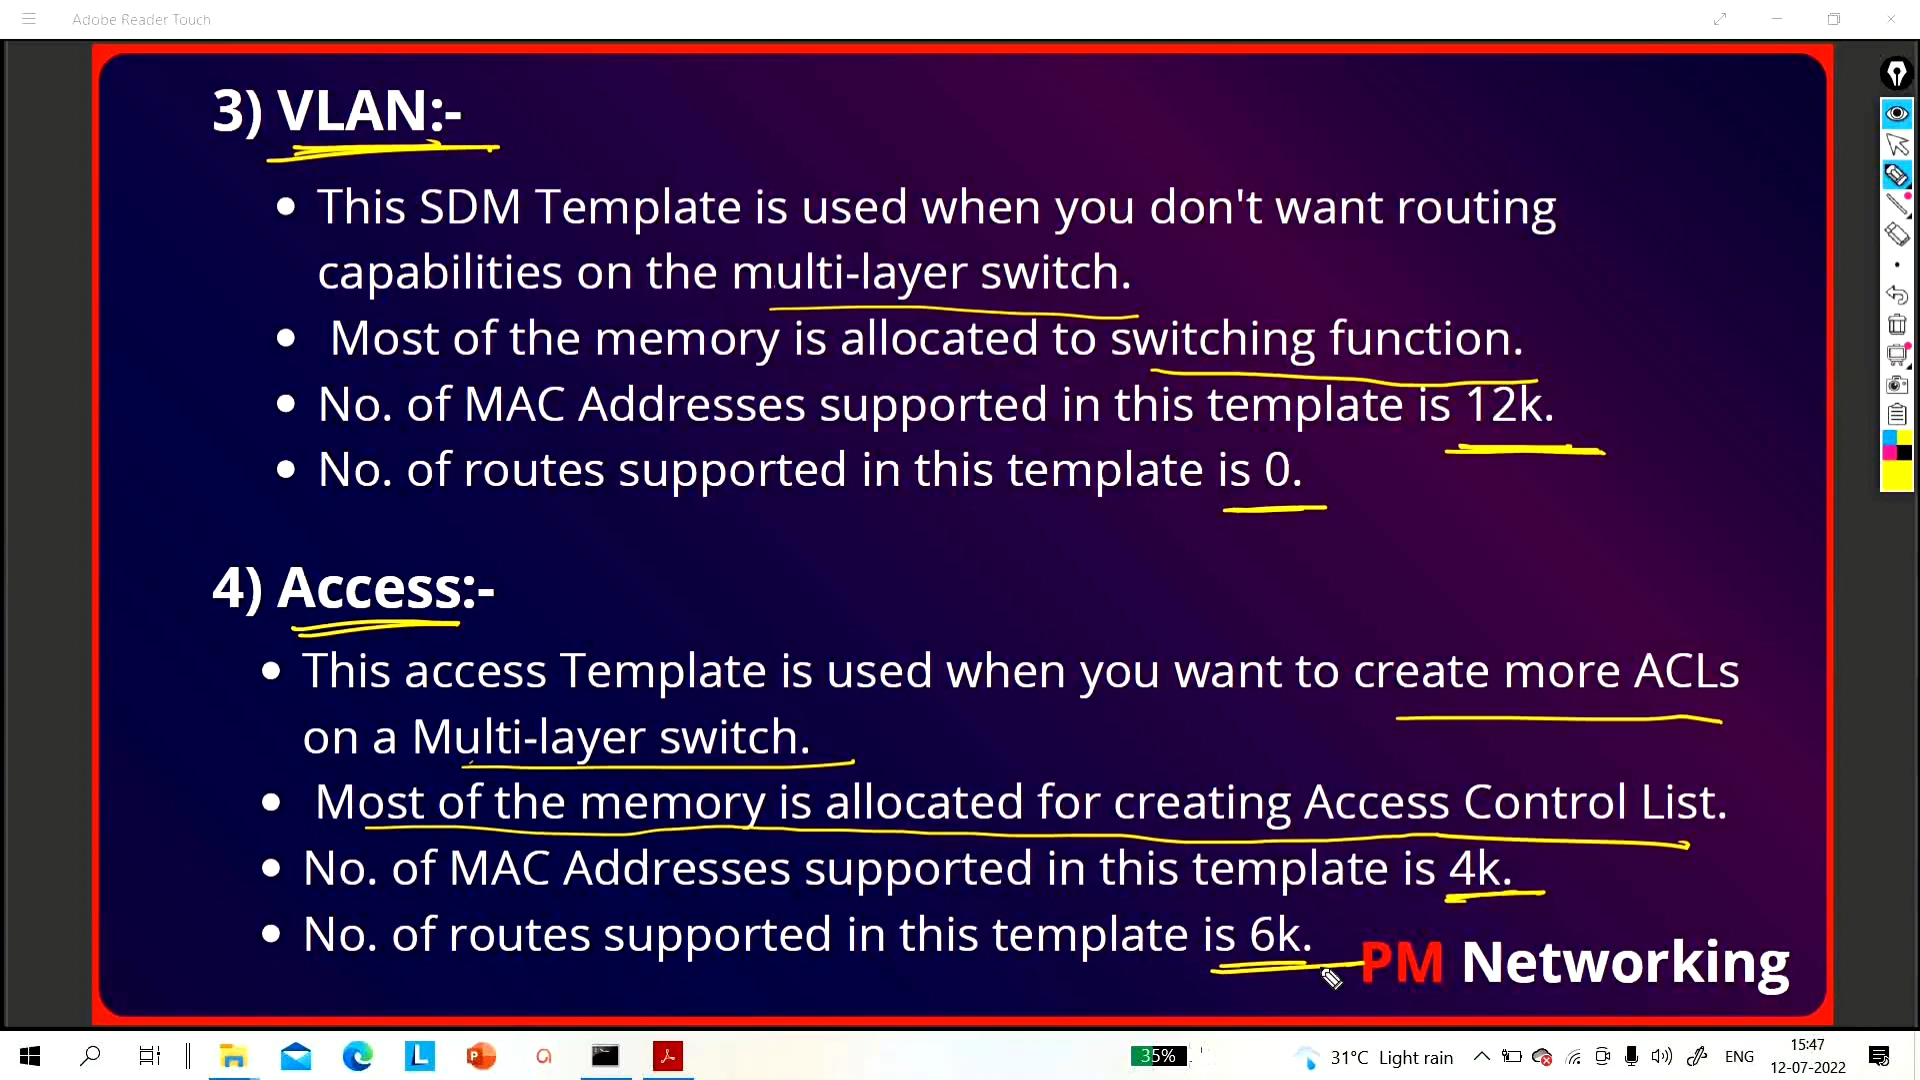 Adobe Reader Touch
3) VLAN:-
• This SDM Template is used when you don't want routing
capabilities on the multi-layer switch.
• Most of the memory is allocated to switching function.
• No. of MAC Addresses supported in this template is 12k.
• No. of routes supported in this template is 0.
4) Access:-
• This access Template is used when you want to create more ACLs
on a Multi-layer switch.
• Most of the memory is allocated for creating Access Control List.
• No. of MAC Addresses supported in this template is 4k.
• No. of routes supported in this template is 6k.
PM Networking
L
P
35%
31°C Light rain
ENG
15:47
12-07-2022